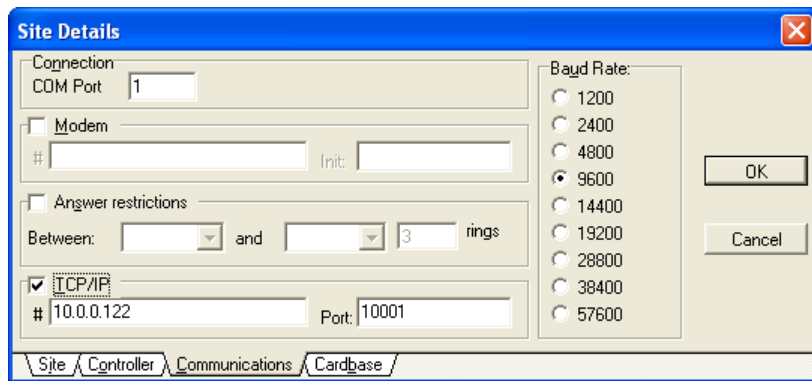 Site Details
Connection
COM Port 1
Modem
# Init:
Answer restrictions
Between: and 3 rings
TCP/IP
# 10.0.0.122 Port: 10001
Baud Rate:
1200
2400
4800
9600
14400
19200
28800
38400
57600
OK
Cancel
Site Controller Communications Cardbase